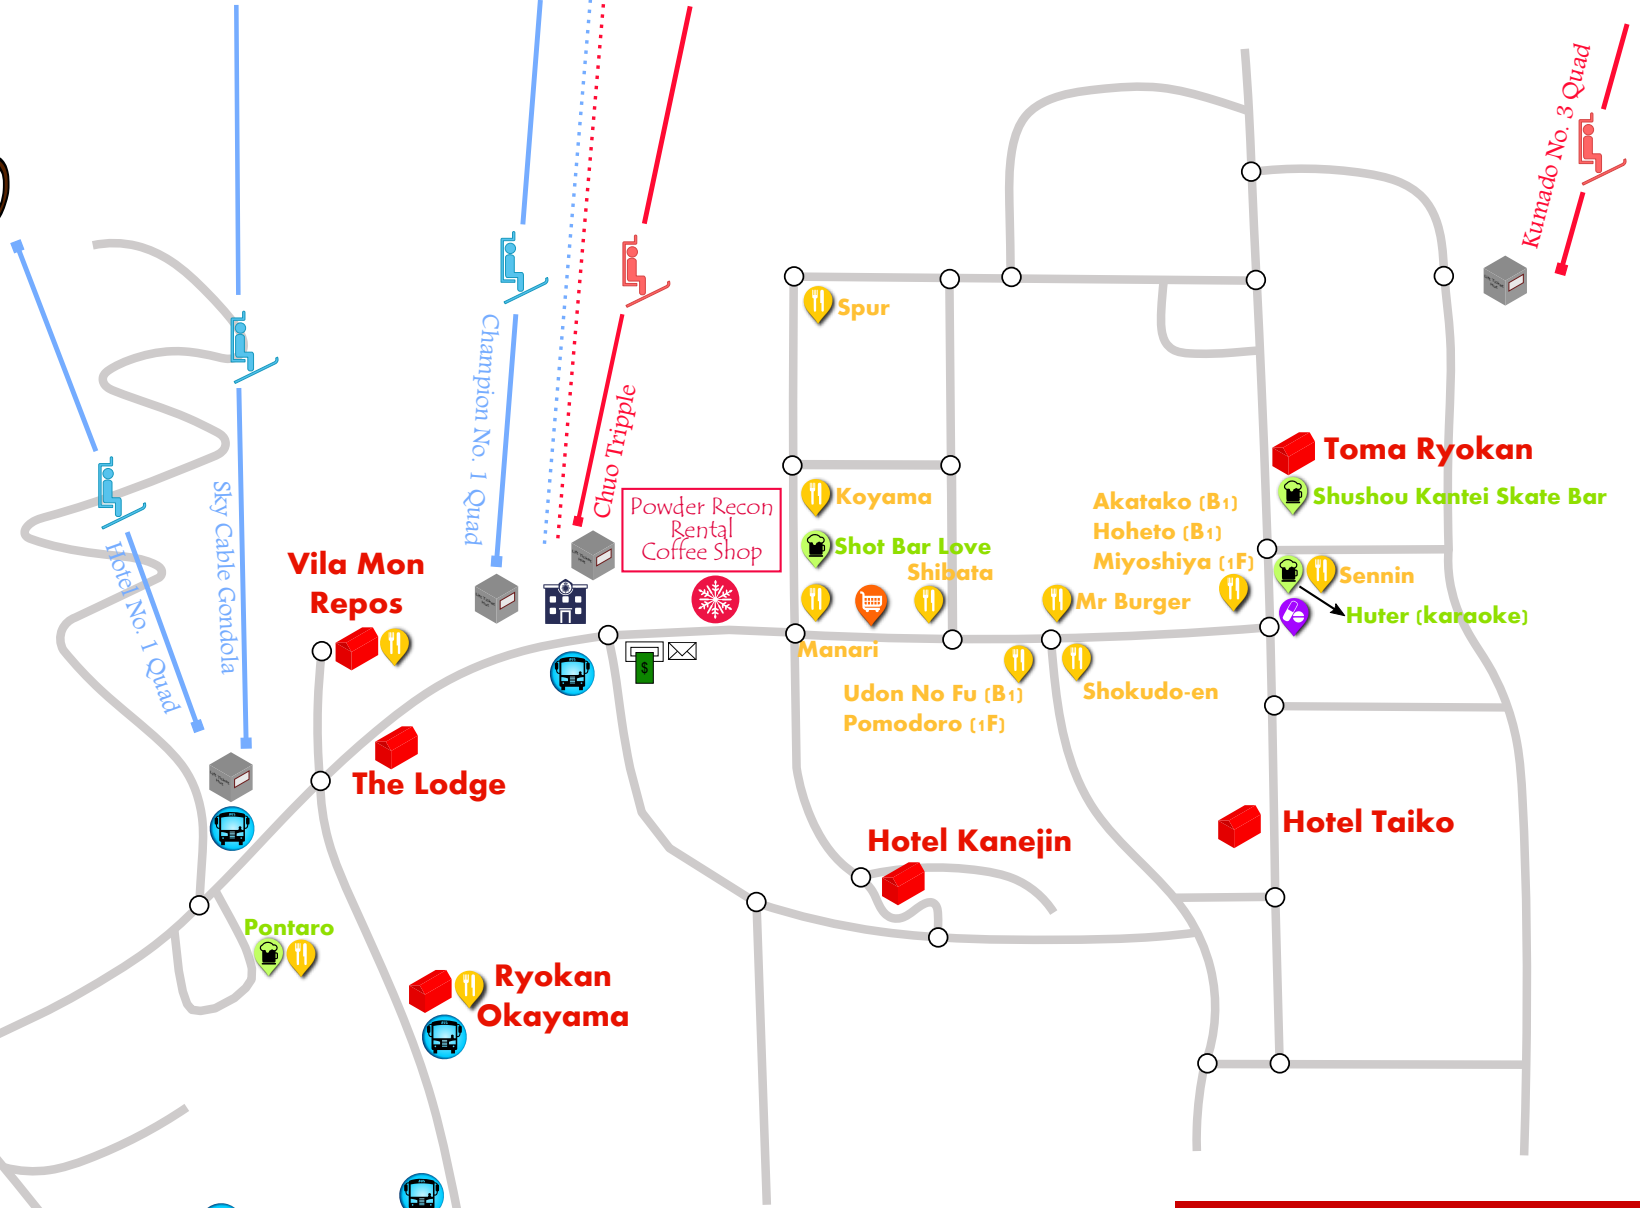 Kumado No. 3 Quad
Spur
Champion No. 1 Quad
Chuo Tripple
Toma Ryokan
Shushou Kantei Skate Bar
Powder Recon
Rental
Coffee Shop
Koyama
Shot Bar Love
Shibata
Akatako (B1)
Hoheto (B1)
Miyoshiya (1F)
Sennin
Huter (karaoke)
Mr Burger
Manari
Udon No Fu (B1)
Pomodoro (1F)
Shokudo-en
Sky Cable Gondola
Hotel No. 1 Quad
Vila Mon
Repos
$
The Lodge
Hotel Kanejin
Hotel Taiko
Pontaro
Ryokan
Okayama